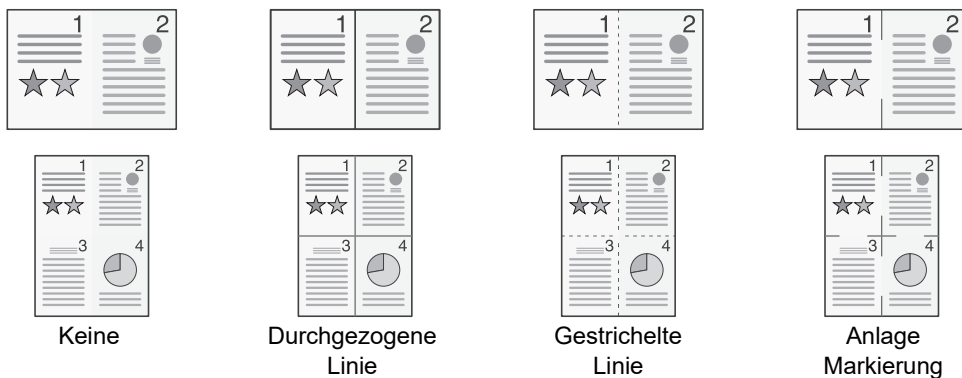 1 2
1 2
1 2
1 2
1 2
3 4
1 2
3 4
1 2
3 4
1 2
3 4
Keine
Durchgezogene
Linie
Gestrichelte
Linie
Anlage
Markierung